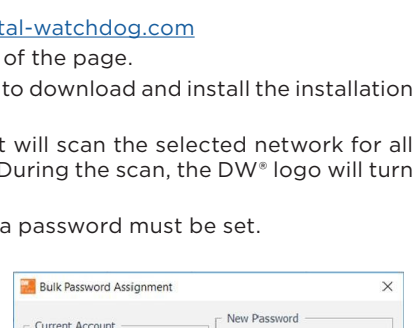 tal-watchdog.com
of the page.
to download and install the installation
t will scan the selected network for all
During the scan, the DW® logo will turn
a password must be set.
Bulk Password Assignment
Current Account
New Password